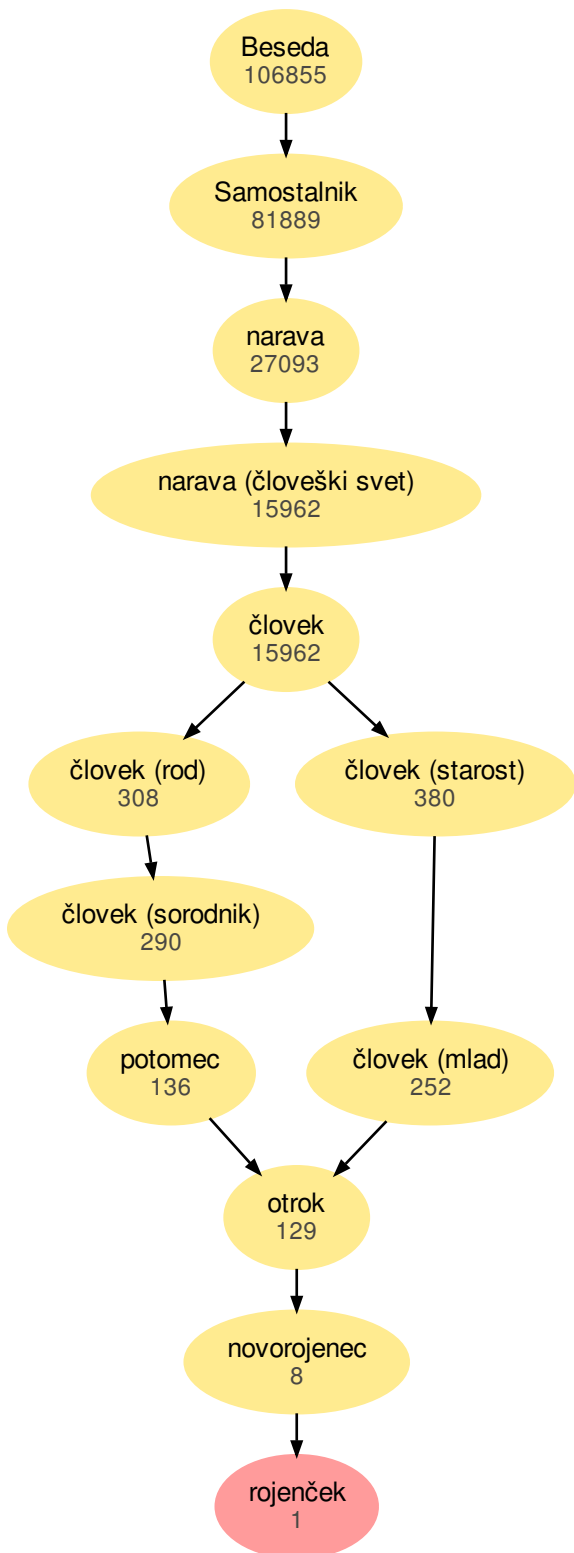 Beseda
106855
Samostalnik
81889
narava
27093
narava (človeški svet)
15962
človek
15962
človek (rod)
308
človek (starost)
380
človek (sorodnik)
290
potomec
136
človek (mlad)
252
otrok
129
novorojenec
8
rojenček
1